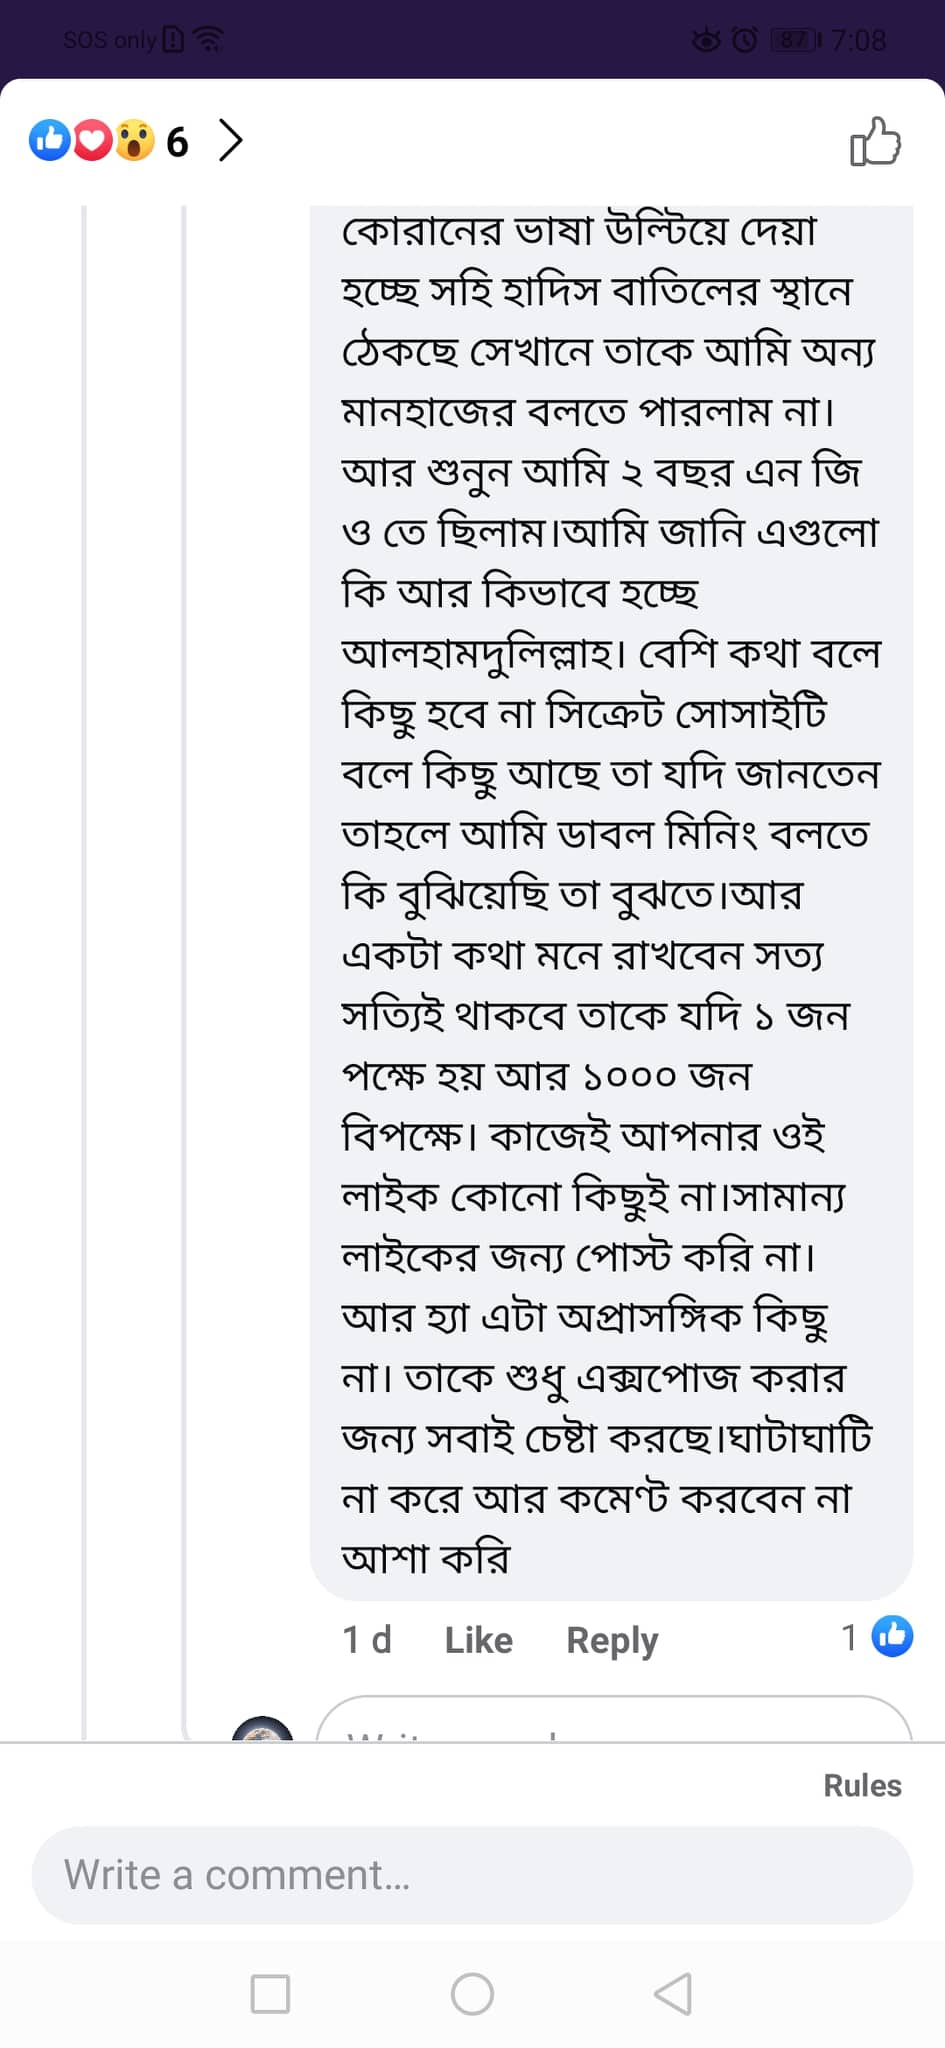 SOS only
87 7:08
6
কোরানের ভাষা উল্টিয়ে দেয়া
হচ্ছে সহি হাদিস বাতিলের স্থানে
ঠেকছে সেখানে তাকে আমি অন্য
মানহাজের বলতে পারলাম না।
আর শুনুন আমি ২ বছর এন জি
ও তে ছিলাম।আমি জানি এগুলো
কি আর কিভাবে হচ্ছে
আলহামদুলিল্লাহ। বেশি কথা বলে
কিছু হবে না সিক্রেট সোসাইটি
বলে কিছু আছে তা যদি জানতেন
তাহলে আমি ডাবল মিনিং বলতে
কি বুঝিয়েছি তা বুঝতে।আর
একটা কথা মনে রাখবেন সত্য
সত্যিই থাকবে তাকে যদি ১ জন
পক্ষে হয় আর ১০০০ জন
বিপক্ষে। কাজেই আপনার ওই
লাইক কোনো কিছুই না।সামান্য
লাইকের জন্য পোস্ট করি না।
আর হ্যা এটা অপ্রাসঙ্গিক কিছু
না। তাকে শুধু এক্সপোজ করার
জন্য সবাই চেষ্টা করছে।ঘাটাঘাটি
না করে আর কমেণ্ট করবেন না
আশা করি
1 d Like Reply 1
Rules
Write a comment...